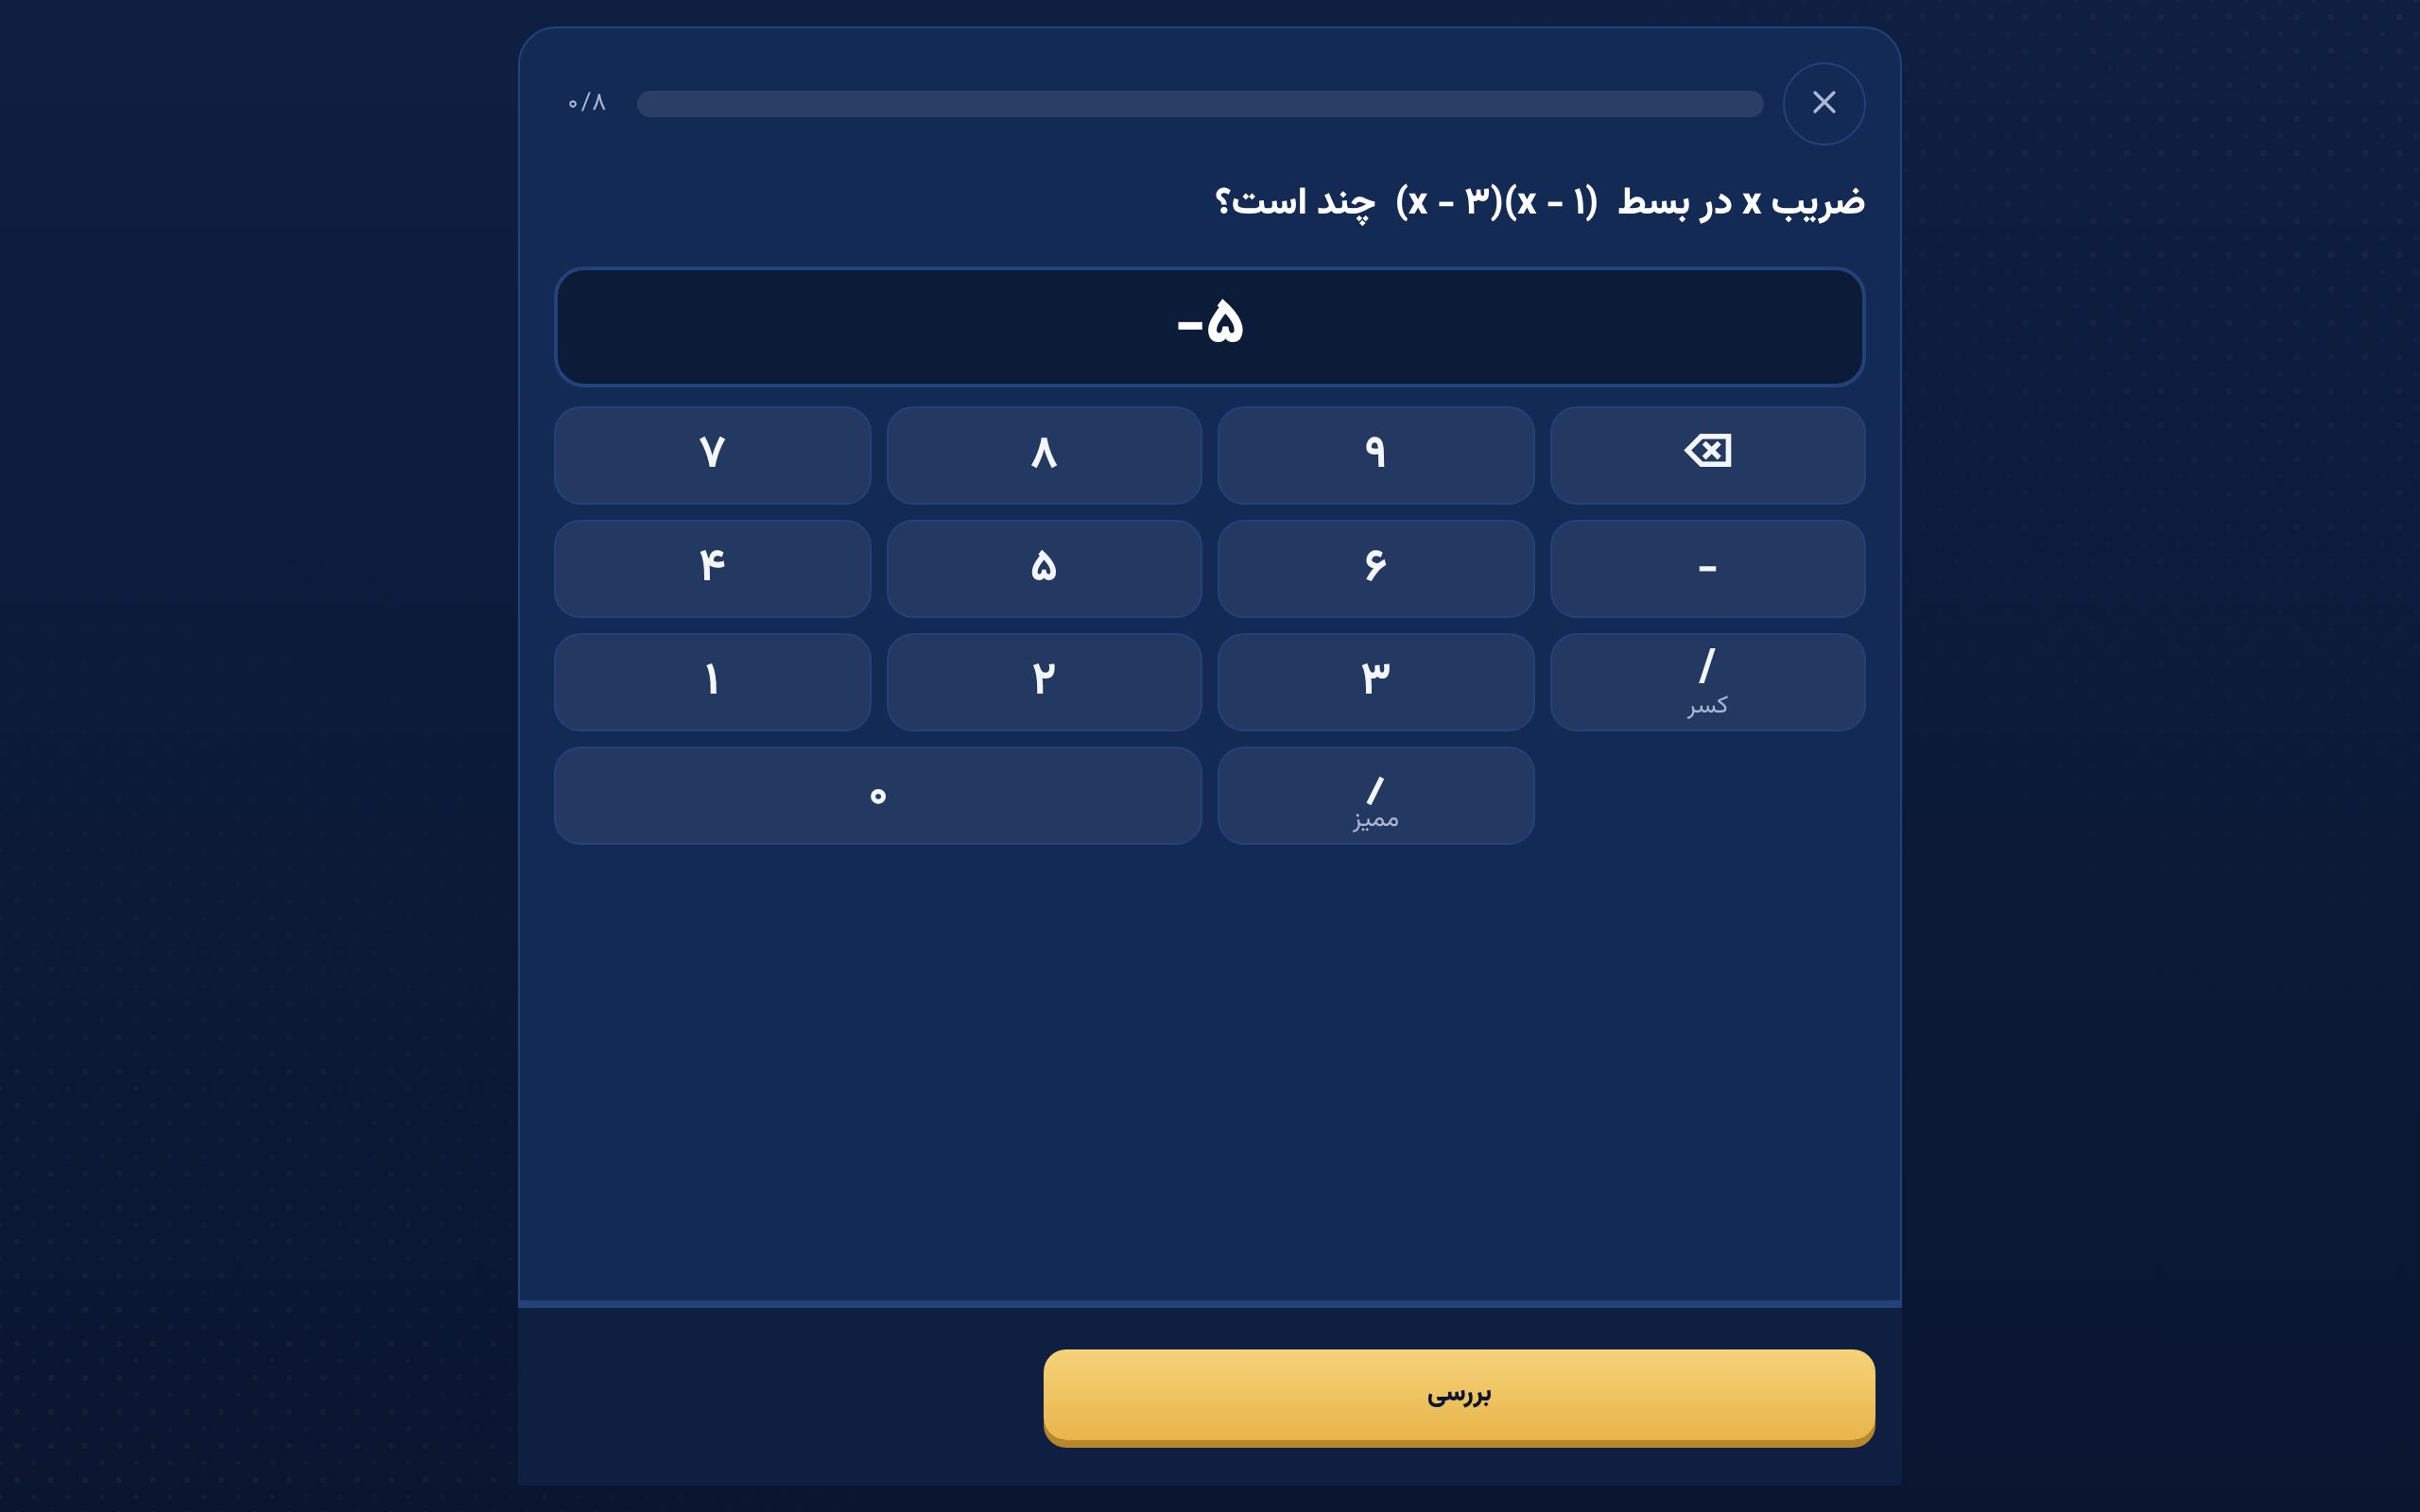 ۰/۸
ضریب x در بسط (x − ۳)(x − ۱) چند است؟
−۵
۷ ۸ ۹
۴ ۵ ۶ −
۱ ۲ ۳ /
کسر
۰ ٫
ممیز
بررسی